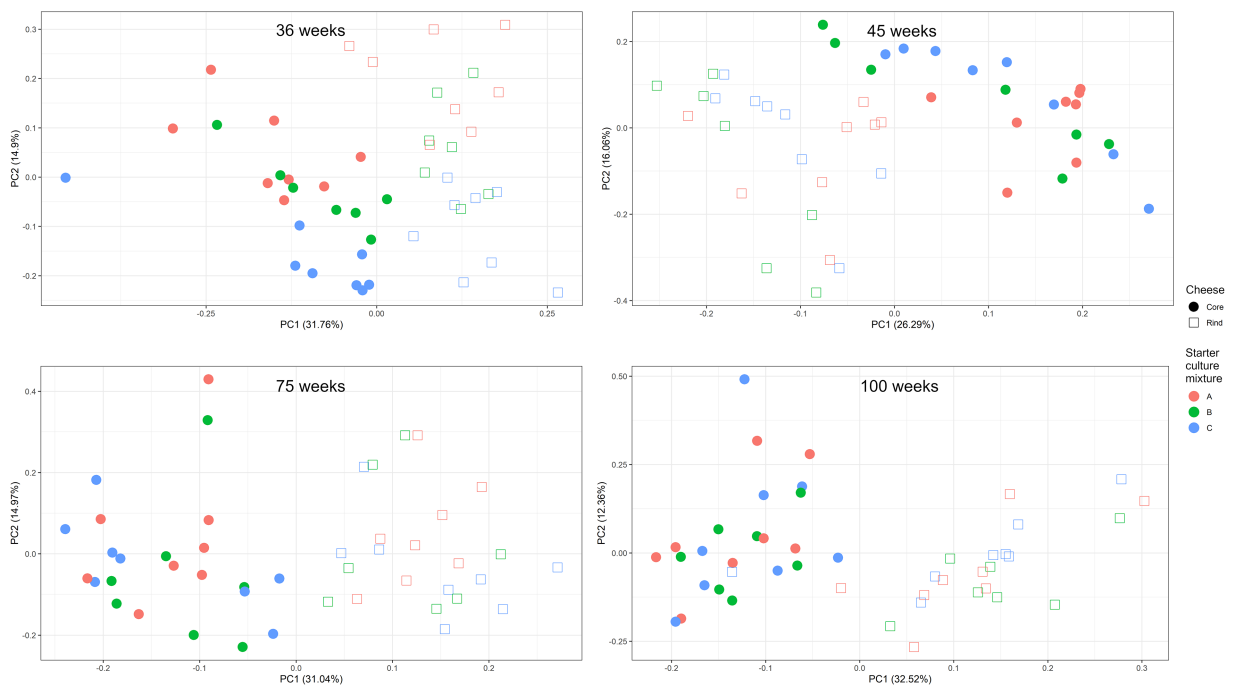 36 weeks
0.3
0.2
0.1
0.0
-0.1
-0.2
PC2 (14.9%)
-0.25
0.00
0.25
PC1 (31.76%)
45 weeks
0.2
0.0
-0.2
-0.4
PC2 (16.06%)
-0.2
-0.1
0.0
0.1
0.2
PC1 (26.29%)
75 weeks
0.4
0.2
0.0
-0.2
PC2 (14.97%)
-0.2
-0.1
0.0
0.1
0.2
PC1 (31.04%)
100 weeks
0.50
0.25
0.00
-0.25
PC2 (12.36%)
-0.2
-0.1
0.0
0.1
0.2
0.3
PC1 (32.52%)
Cheese
Core
Rind
Starter
culture
mixture
A
B
C